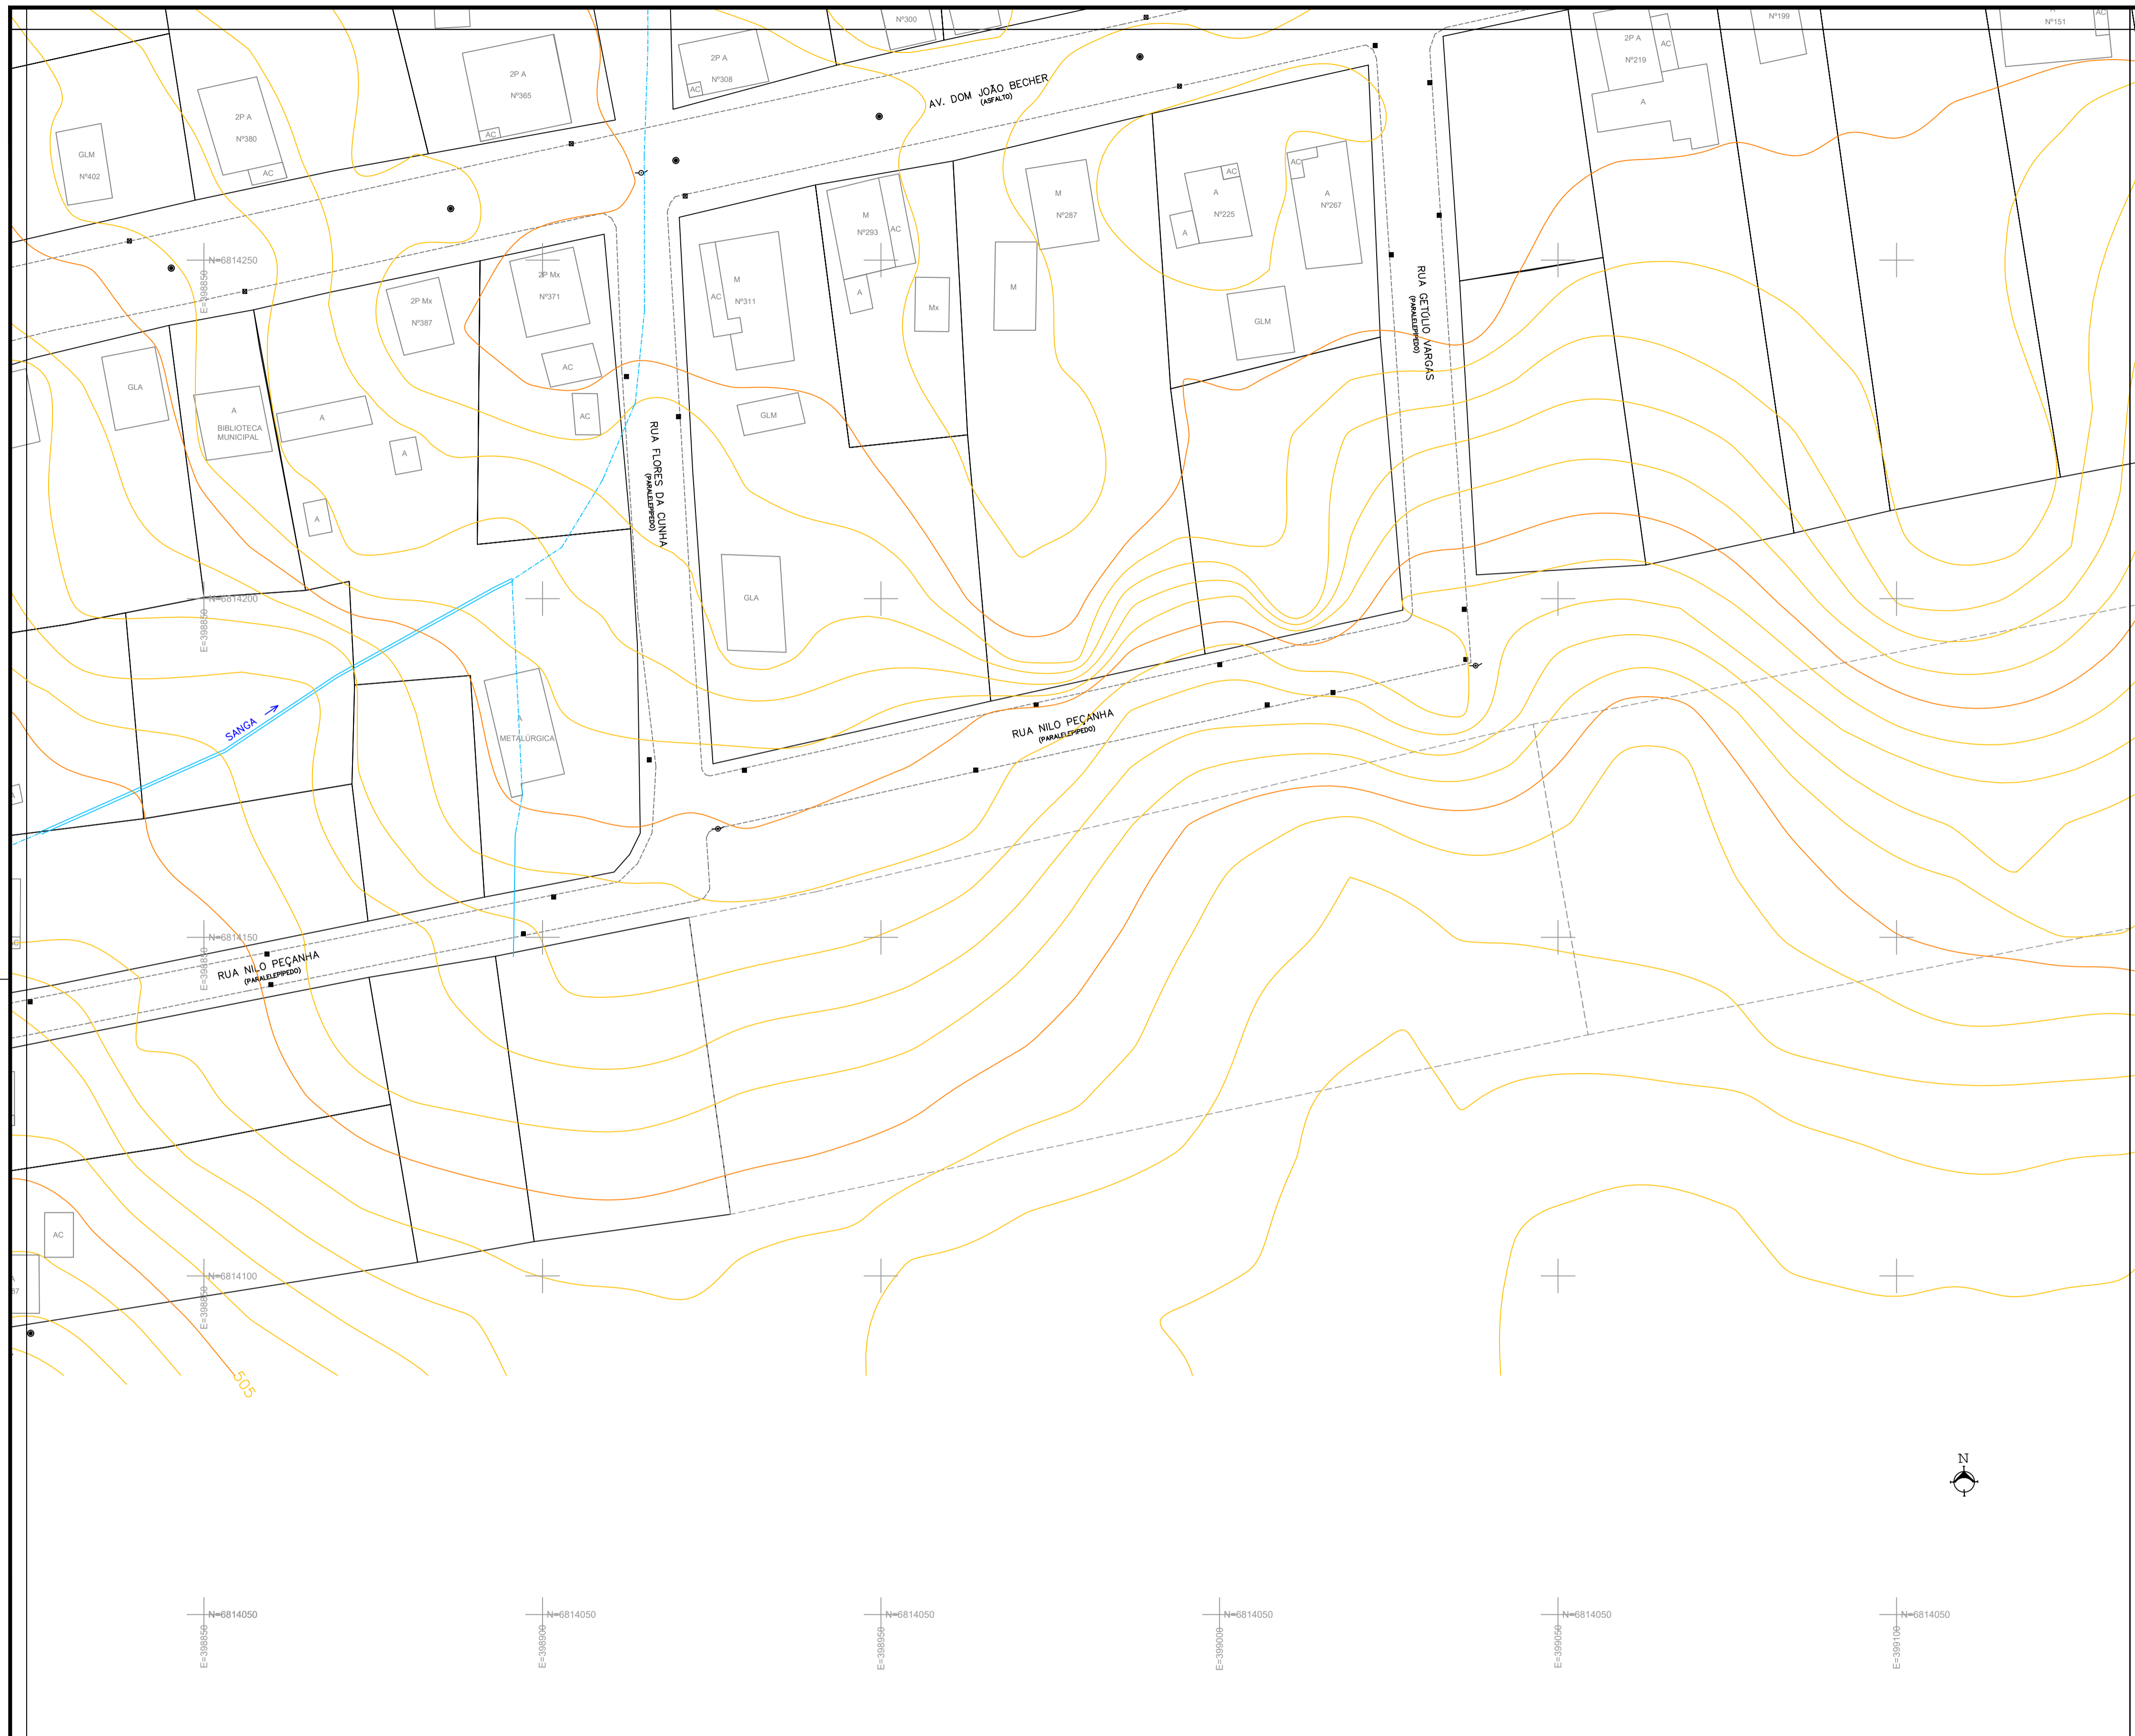 Nº300
Nº199
AC
Nº151
2P A
Nº219
AC
A
2P A
Nº308
AC
2P A
Nº365
AC
2P A
Nº380
AC
GLM
Nº402
AV. DOM JOÃO BECHER
(ASFALTO)
M
Nº287
A
Nº225
AC
A
AC
A
Nº267
M
Nº293
AC
A
M
Nº311
AC
Mx
M
GLM
RUA GETÚLIO VARGAS
(PARALELEPÍPEDO)
N=6814250
E=398850
2P Mx
Nº371
2P Mx
Nº387
AC
AC
GLM
GLA
A
BIBLIOTECA
MUNICIPAL
A
A
A
RUA FLORES DA CUNHA
(PARALELEPÍPEDO)
GLA
N=6814200
E=398850
SANGA
A
METALÚRGICA
RUA NILO PEÇANHA
(PARALELEPÍPEDO)
N=6814150
E=398850
RUA NILO PEÇANHA
(PARALELEPÍPEDO)
AC
N=6814100
E=398850
505
N
N=6814050
E=398850
N=6814050
E=398900
N=6814050
E=398950
N=6814050
E=399000
N=6814050
E=399050
N=6814050
E=399100